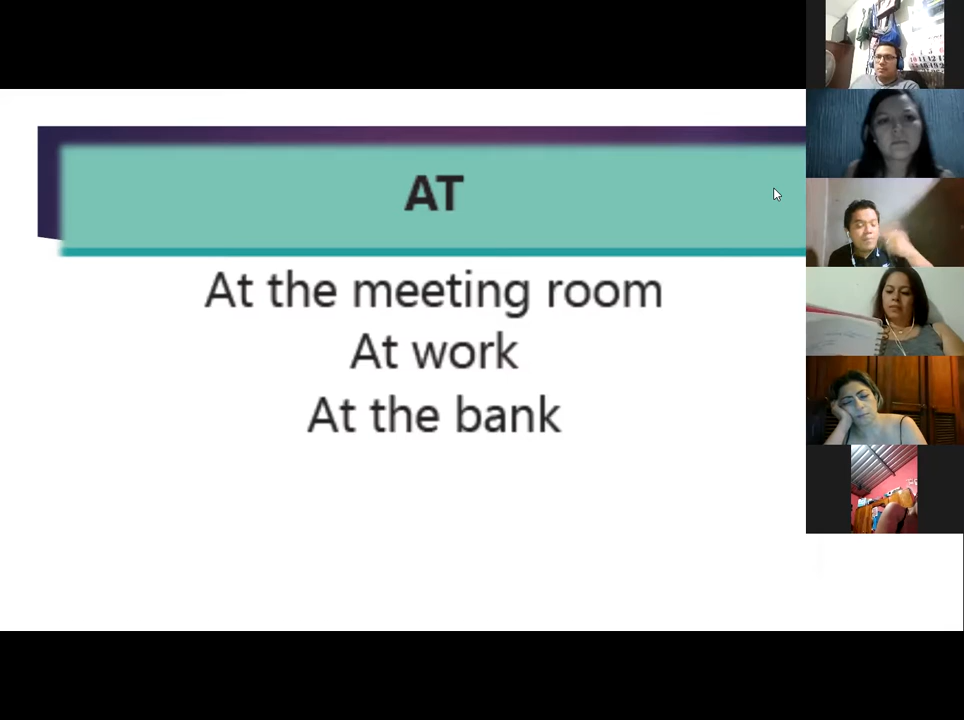 AT
At the meeting room
At work
At the bank